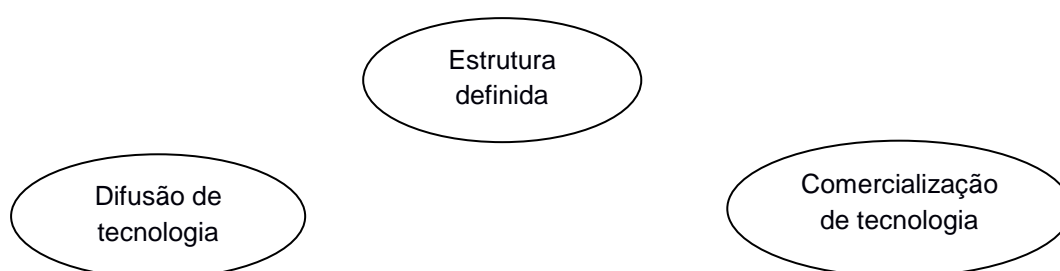 Estrutura
definida
Difusão de
tecnologia
Comercialização
de tecnologia